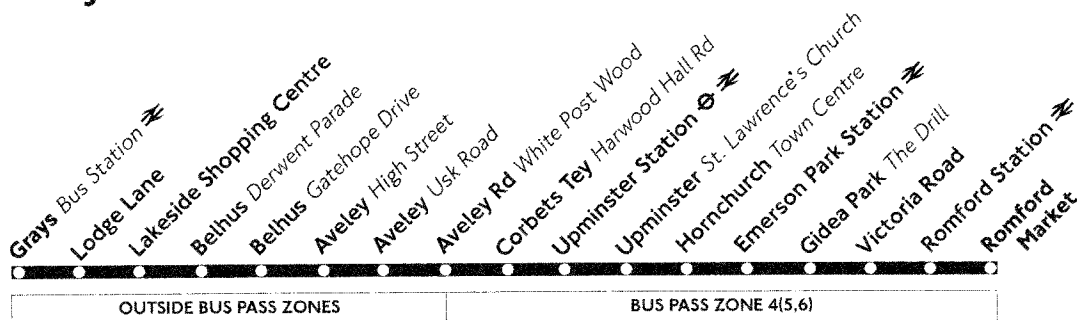 Grays Bus Station
Lodge Lane
Lakeside Shopping Centre
Belhus Derwent Parade
Belhus Gatehope Drive
Aveley High Street
Aveley Usk Road
Aveley Rd White Post Wood
Corbets Tey Harwood Hall Rd
Upminster Station
Upminster St. Lawrence's Church
Hornchurch Town Centre
Emerson Park Station
Gidea Park The Drill
Victoria Road
Romford Station
Romford
Market
OUTSIDE BUS PASS ZONES
BUS PASS ZONE 4(5,6)